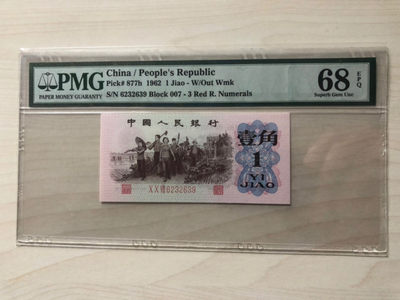 PMG
PAPER MONEY GUARANTY
China / People's Republic
Pick# 877h 1962 1 Jiao - W/Out Wmk
S/N 6232639 Block 007 - 3 Red R. Numerals
68 EPQ
Superb Gem Unc
中國人民銀行
壹角
1
YI
JIAO
6232639